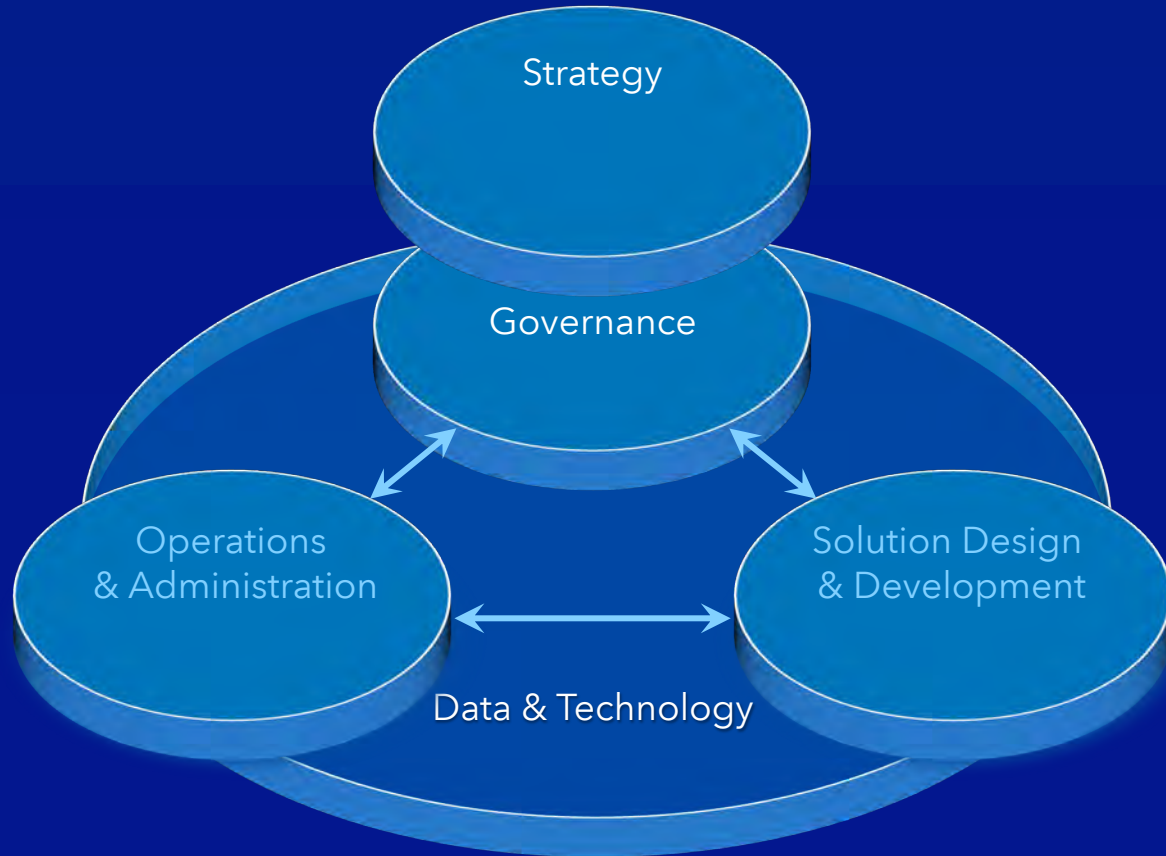 Strategy
Governance
Operations
& Administration
Solution Design
& Development
Data & Technology